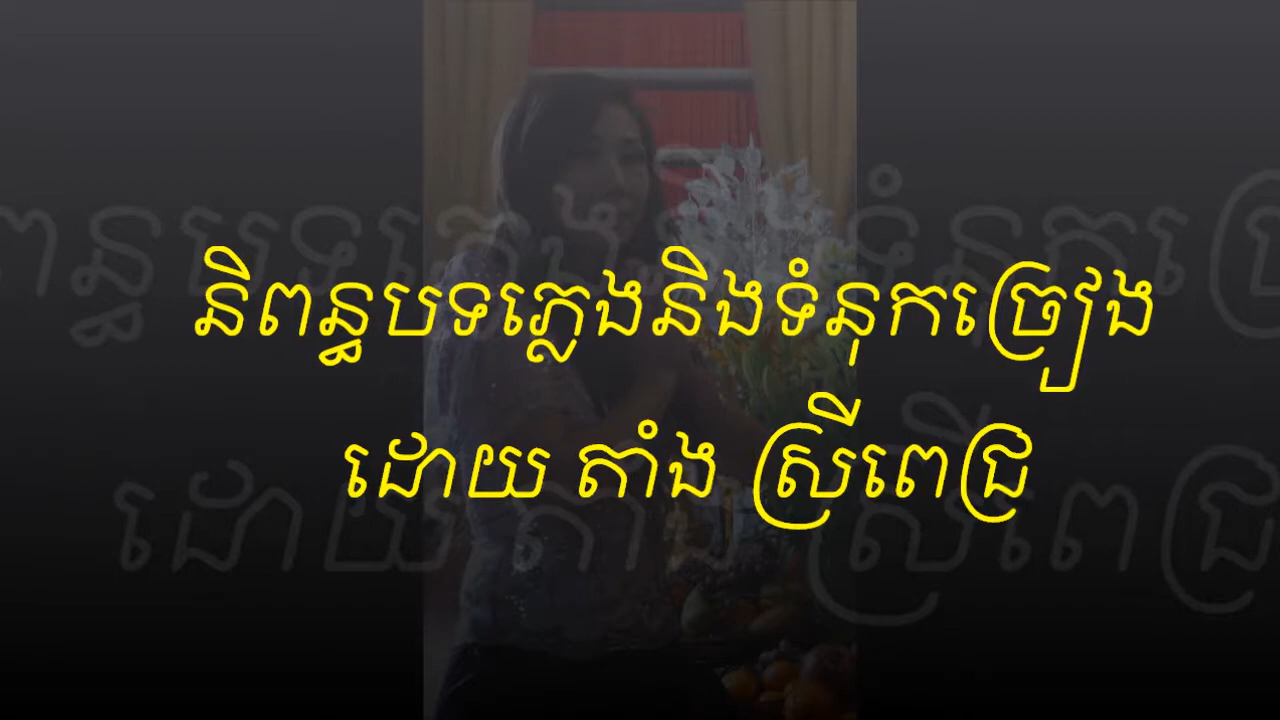 និពន្ធបទភ្លេងនិងទំនុកច្រៀង
ដោយ តាំង ស្រីពេជ្រ